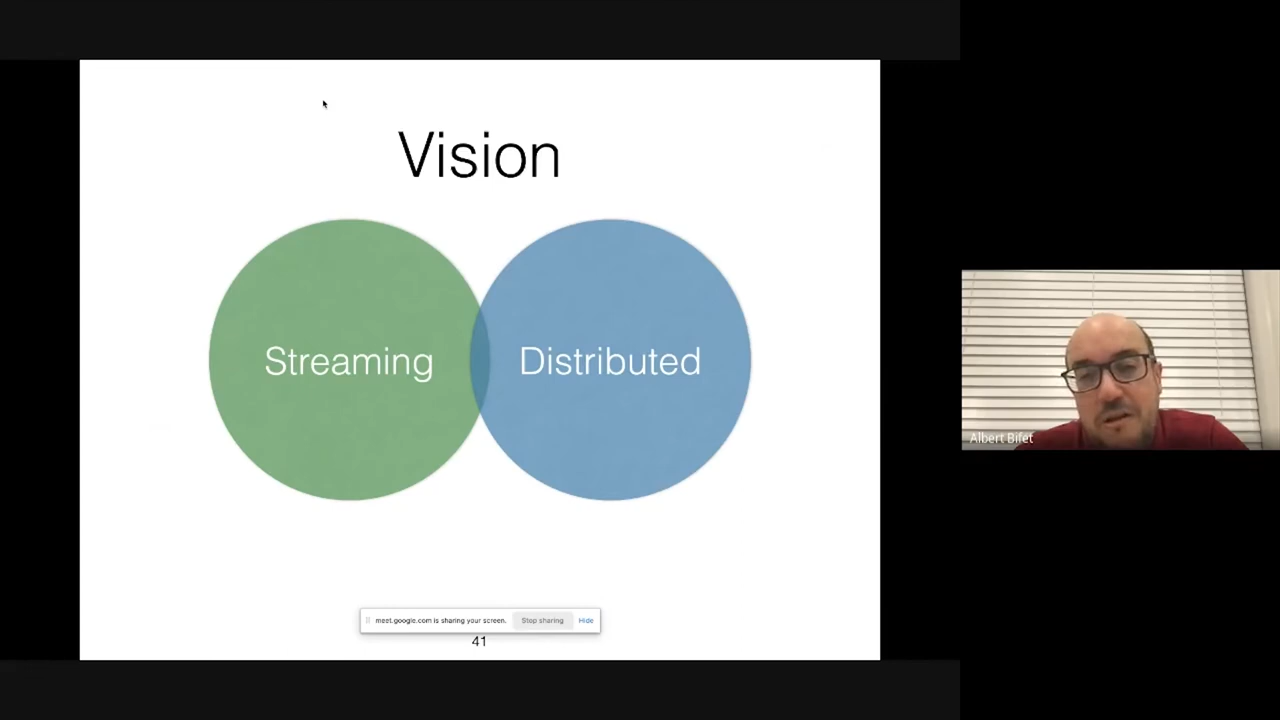 Vision
Streaming
Distributed
meet.google.com is sharing your screen. Stop sharing Hide
41
Albert Bifet